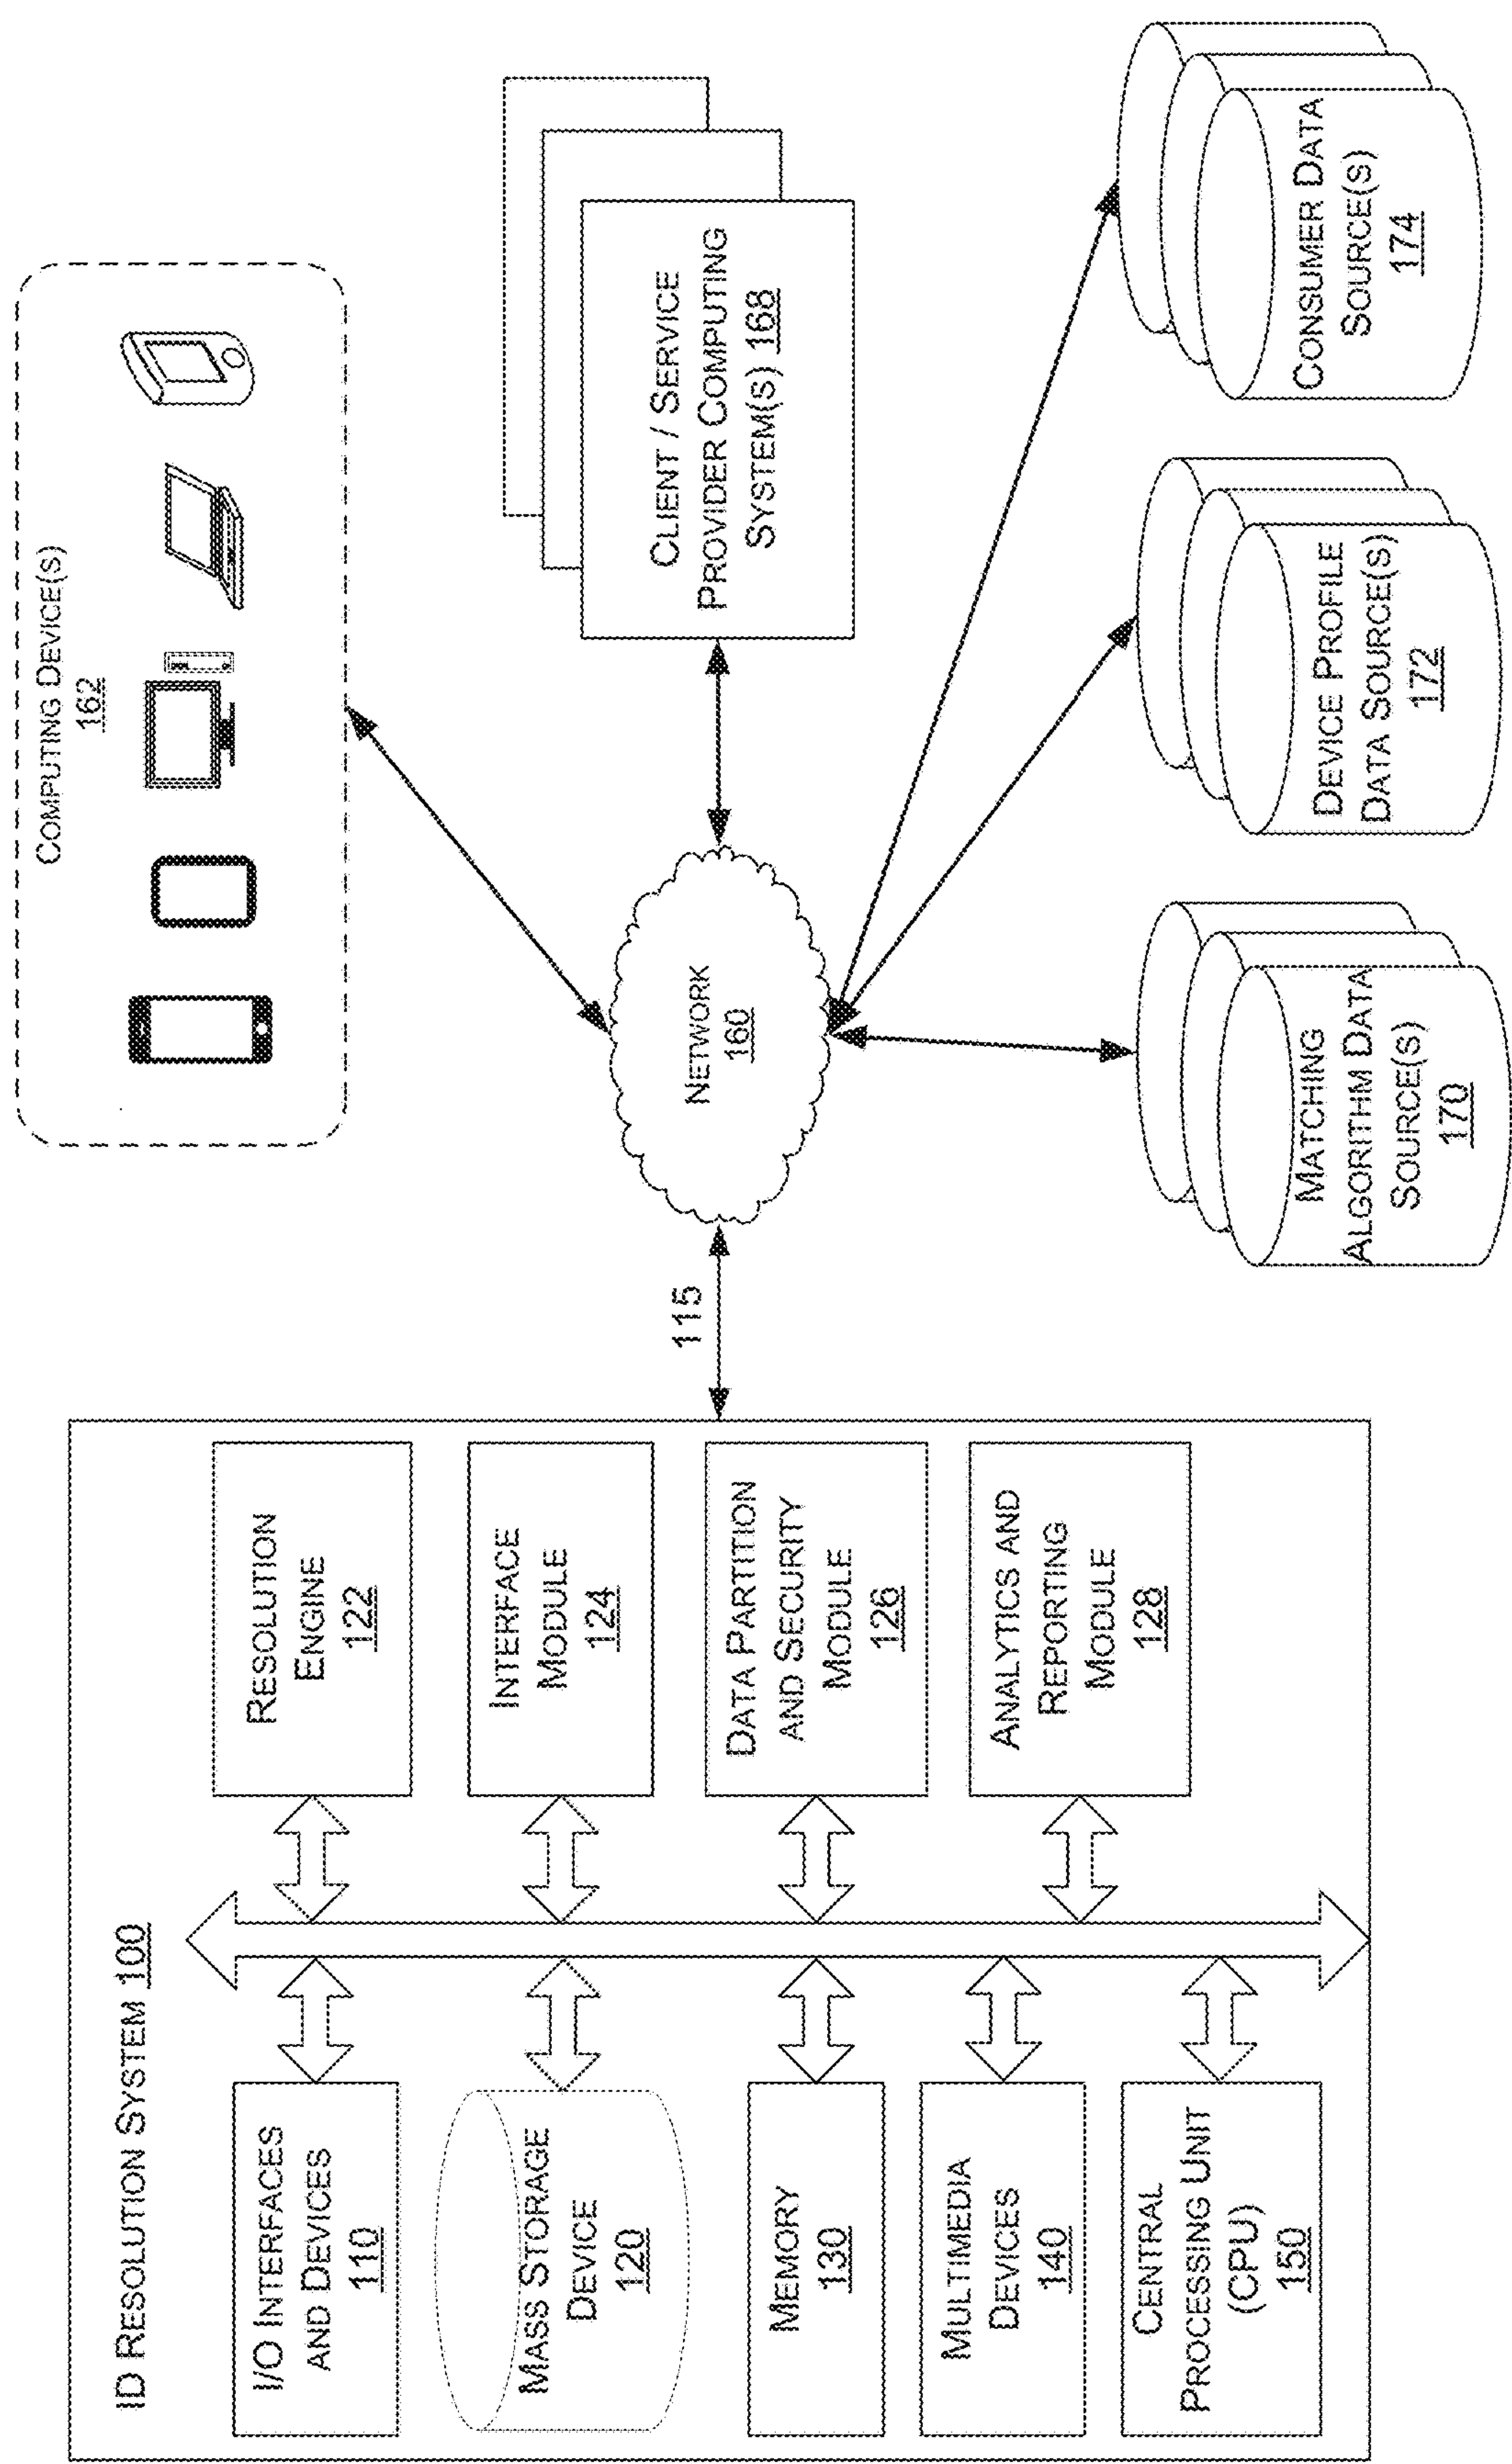 ID RESOLUTION SYSTEM 100
I/O INTERFACES
AND DEVICES
110
MASS STORAGE
DEVICE
120
MEMORY
130
MULTIMEDIA
DEVICES
140
CENTRAL
PROCESSING UNIT
(CPU)
150
RESOLUTION
ENGINE
122
INTERFACE
MODULE
124
DATA PARTITION
AND SECURITY
MODULE
126
ANALYTICS AND
REPORTING
MODULE
128
115
NETWORK
160
COMPUTING DEVICE(S)
162
CLIENT / SERVICE
PROVIDER COMPUTING
SYSTEM(S) 168
MATCHING
ALGORITHM DATA
SOURCE(S)
170
DEVICE PROFILE
DATA SOURCE(S)
172
CONSUMER DATA
SOURCE(S)
174